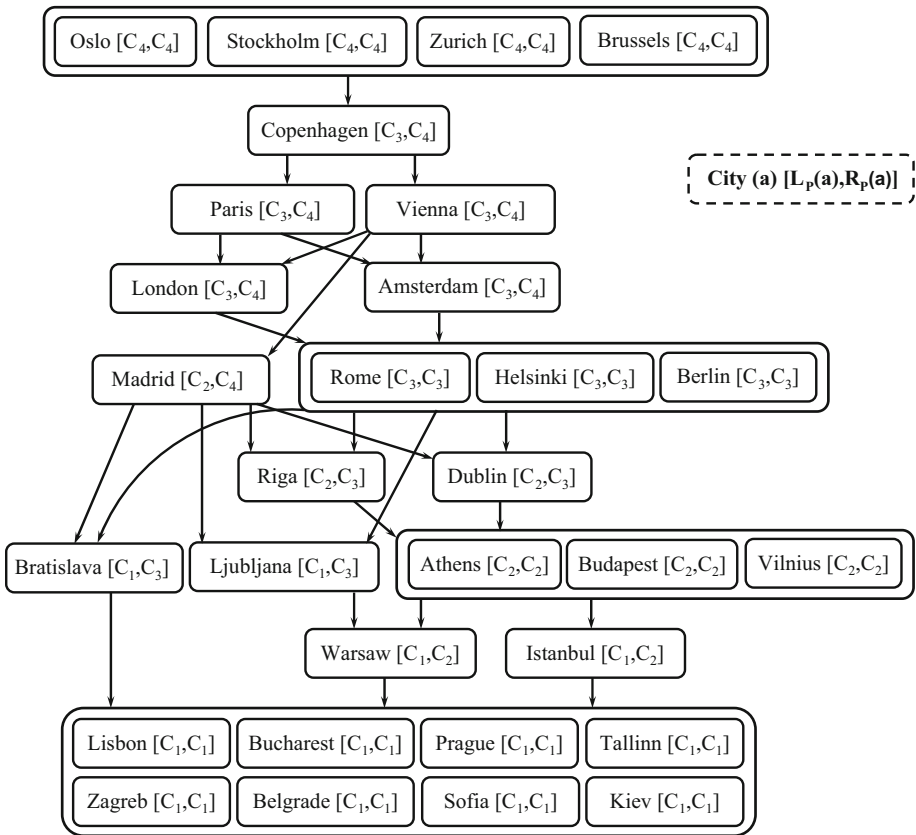 Oslo [C₄,C₄] Stockholm [C₄,C₄] Zurich [C₄,C₄] Brussels [C₄,C₄]
Copenhagen [C₃,C₄]
City (a) [L_P(a),R_P(a)]
Paris [C₃,C₄] Vienna [C₃,C₄]
London [C₃,C₄] Amsterdam [C₃,C₄]
Madrid [C₂,C₄] Rome [C₃,C₃] Helsinki [C₃,C₃] Berlin [C₃,C₃]
Riga [C₂,C₃] Dublin [C₂,C₃]
Bratislava [C₁,C₃] Ljubljana [C₁,C₃] Athens [C₂,C₂] Budapest [C₂,C₂] Vilnius [C₂,C₂]
Warsaw [C₁,C₂] Istanbul [C₁,C₂]
Lisbon [C₁,C₁] Bucharest [C₁,C₁] Prague [C₁,C₁] Tallinn [C₁,C₁]
Zagreb [C₁,C₁] Belgrade [C₁,C₁] Sofia [C₁,C₁] Kiev [C₁,C₁]